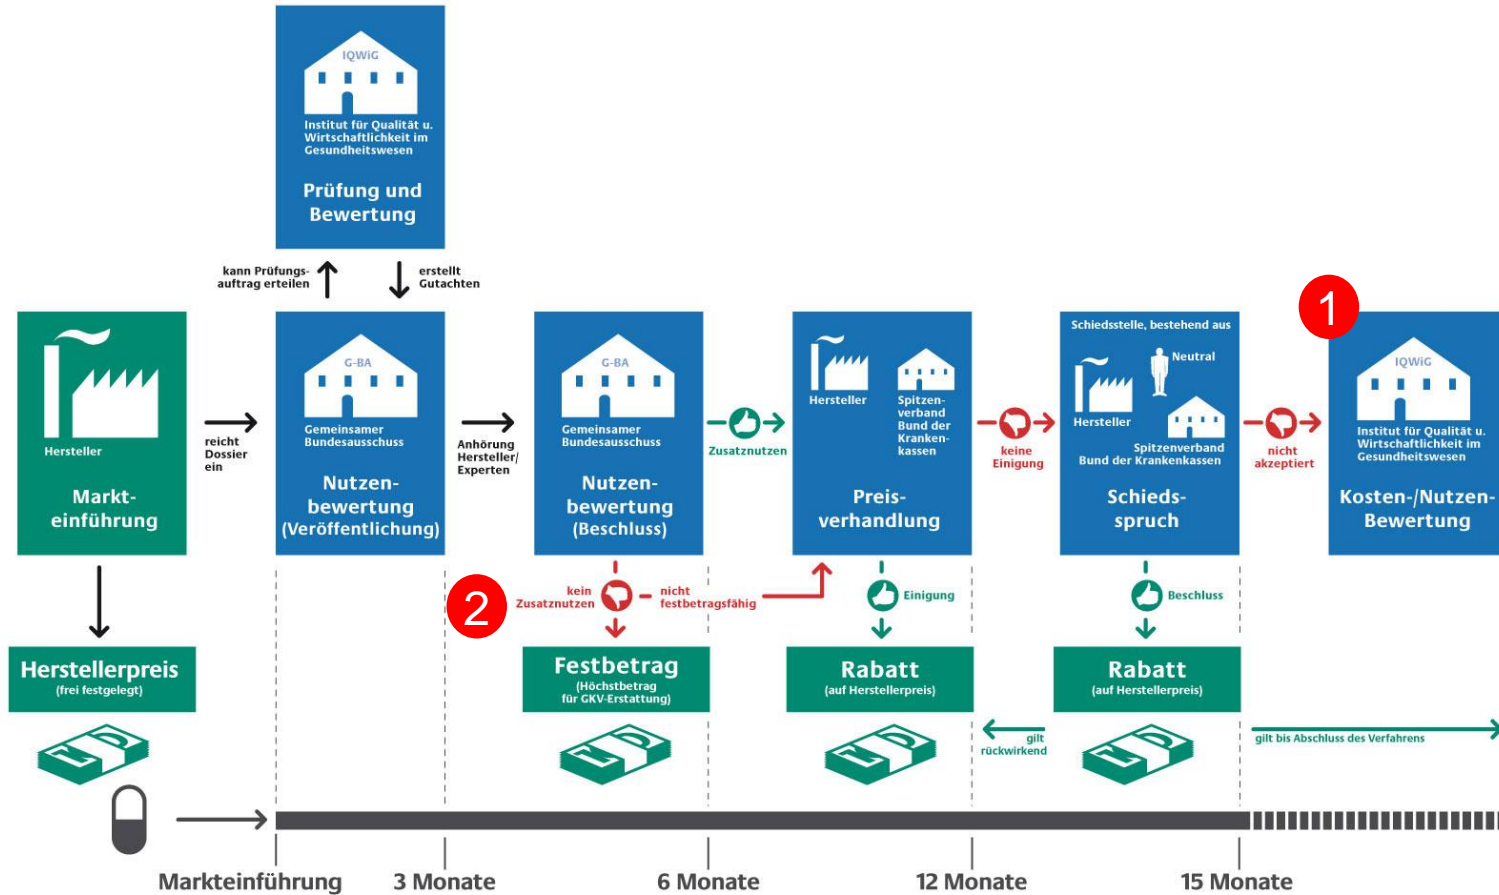 IQWiG
Institut für Qualität u.
Wirtschaftlichkeit im
Gesundheitswesen
Prüfung und
Bewertung
kann Prüfungs-
auftrag erteilen
erstellt
Gutachten
Hersteller
Markt-
einführung
reicht
Dossier
ein
G-BA
Gemeinsamer
Bundesausschuss
Nutzen-
bewertung
(Veröffentlichung)
Anhörung
Hersteller/
Experten
G-BA
Gemeinsamer
Bundesausschuss
Nutzen-
bewertung
(Beschluss)
Zusatznutzen
Hersteller
Spitzen-
verband
Bund der
Kranken-
kassen
Preis-
verhandlung
keine
Einigung
Schiedsstelle, bestehend aus
Neutral
Hersteller
Spitzenverband
Bund der Krankenkassen
Schieds-
spruch
nicht
akzeptiert
1
IQWiG
Institut für Qualität u.
Wirtschaftlichkeit im
Gesundheitswesen
Kosten-/Nutzen-
Bewertung
2
kein
Zusatznutzen
nicht
festbetragsfähig
Einigung
Beschluss
Herstellerpreis
(frei festgelegt)
Festbetrag
(Höchstbetrag
für GKV-Erstattung)
Rabatt
(auf Herstellerpreis)
Rabatt
(auf Herstellerpreis)
gilt
rückwirkend
gilt bis Abschluss des Verfahrens
Markteinführung
3 Monate
6 Monate
12 Monate
15 Monate